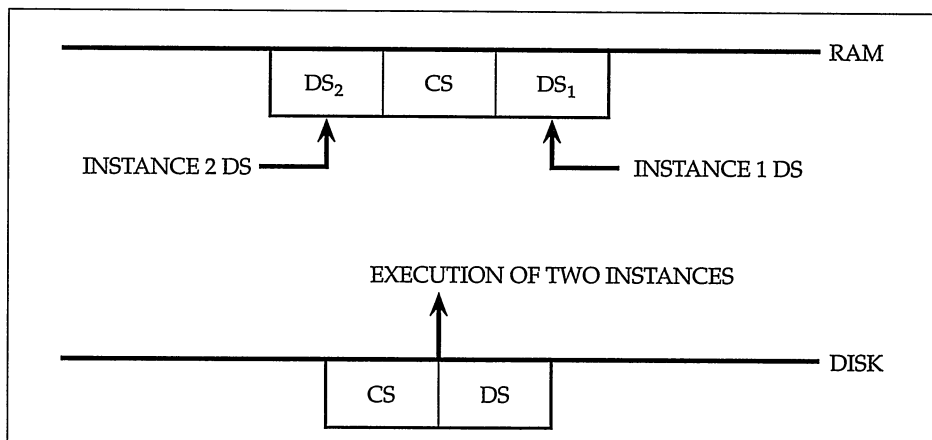 RAM
DS₂ CS DS₁
INSTANCE 2 DS INSTANCE 1 DS
EXECUTION OF TWO INSTANCES
DISK
CS DS